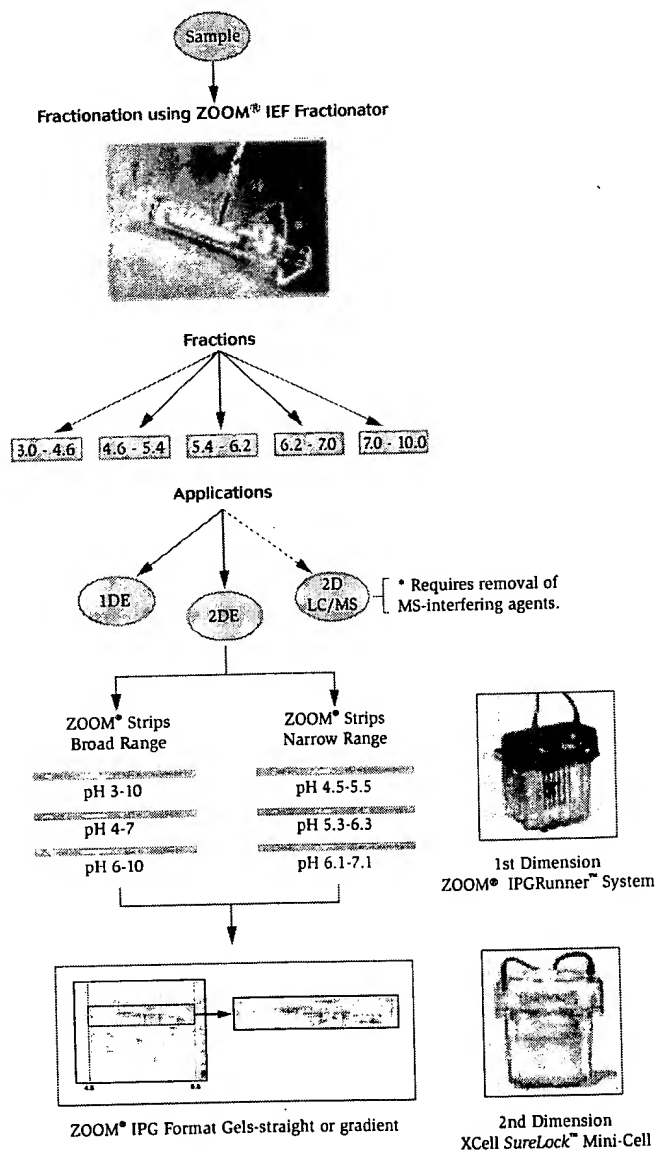 Sample
Fractionation using ZOOM® IEF Fractionator
Fractions
3.0 - 4.6
4.6 - 5.4
5.4 - 6.2
6.2 - 7.0
7.0 - 10.0
Applications
1DE
2DE
2D
LC/MS
* Requires removal of
MS-interfering agents.
ZOOM® Strips
Broad Range
pH 3-10
pH 4-7
pH 6-10
ZOOM® Strips
Narrow Range
pH 4.5-5.5
pH 5.3-6.3
pH 6.1-7.1
1st Dimension
ZOOM® IPGRunner™ System
4.5
5.5
ZOOM® IPG Format Gels-straight or gradient
2nd Dimension
XCell SureLock™ Mini-Cell